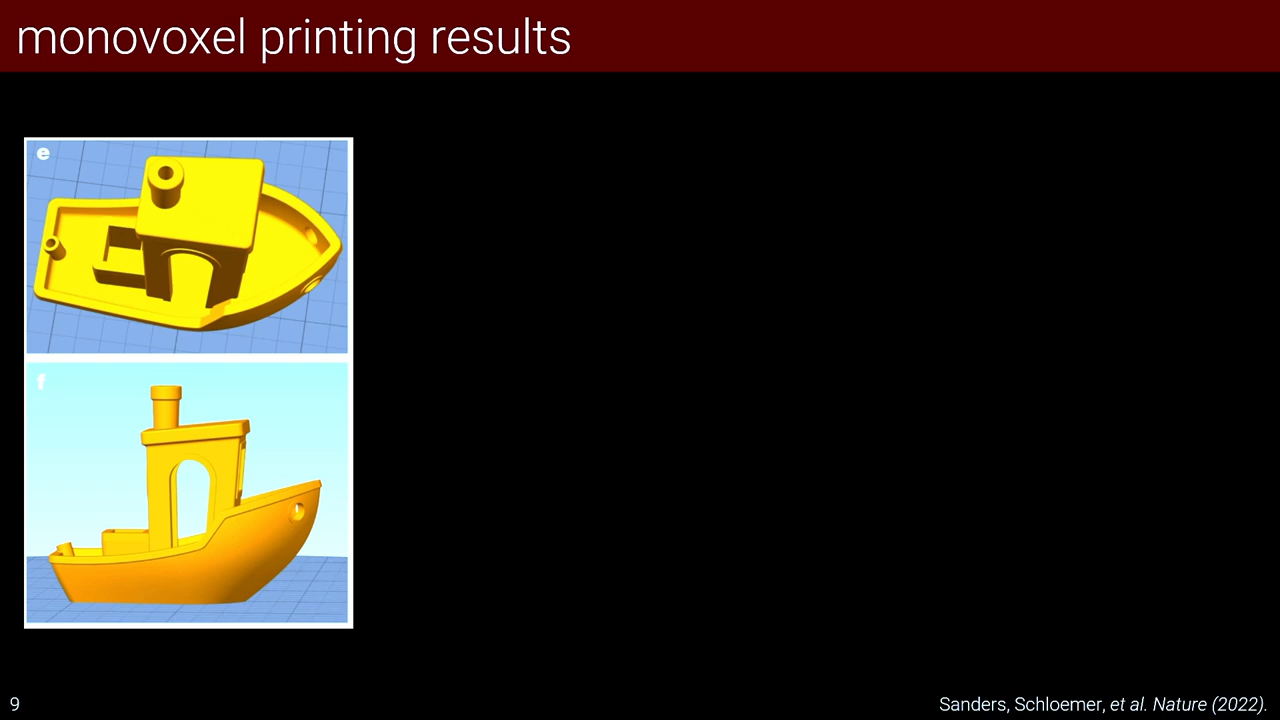 monovoxel printing results
e
f
9
Sanders, Schloemer, et al. Nature (2022).